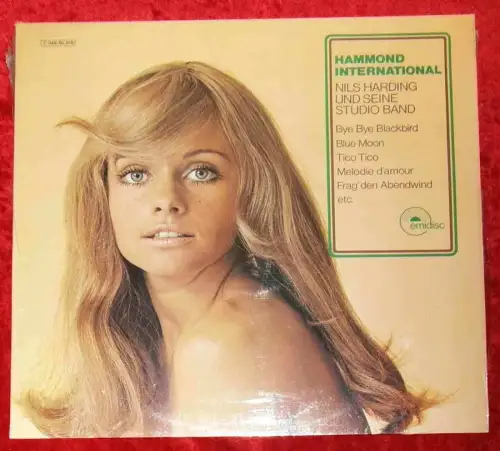 HAMMOND
INTERNATIONAL
NILS HARDING
UND SEINE
STUDIO BAND
Bye Bye Blackbird
Blue Moon
Tico Tico
Melodie d'amour
Frag' den Abendwind
etc.
emidisc